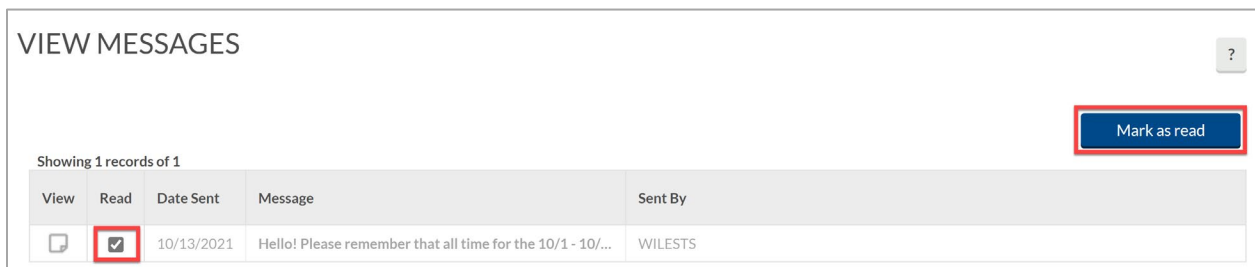 VIEW MESSAGES
?
Mark as read
Showing 1 records of 1
View Read Date Sent Message Sent By
10/13/2021 Hello! Please remember that all time for the 10/1 - 10/... WILESTS